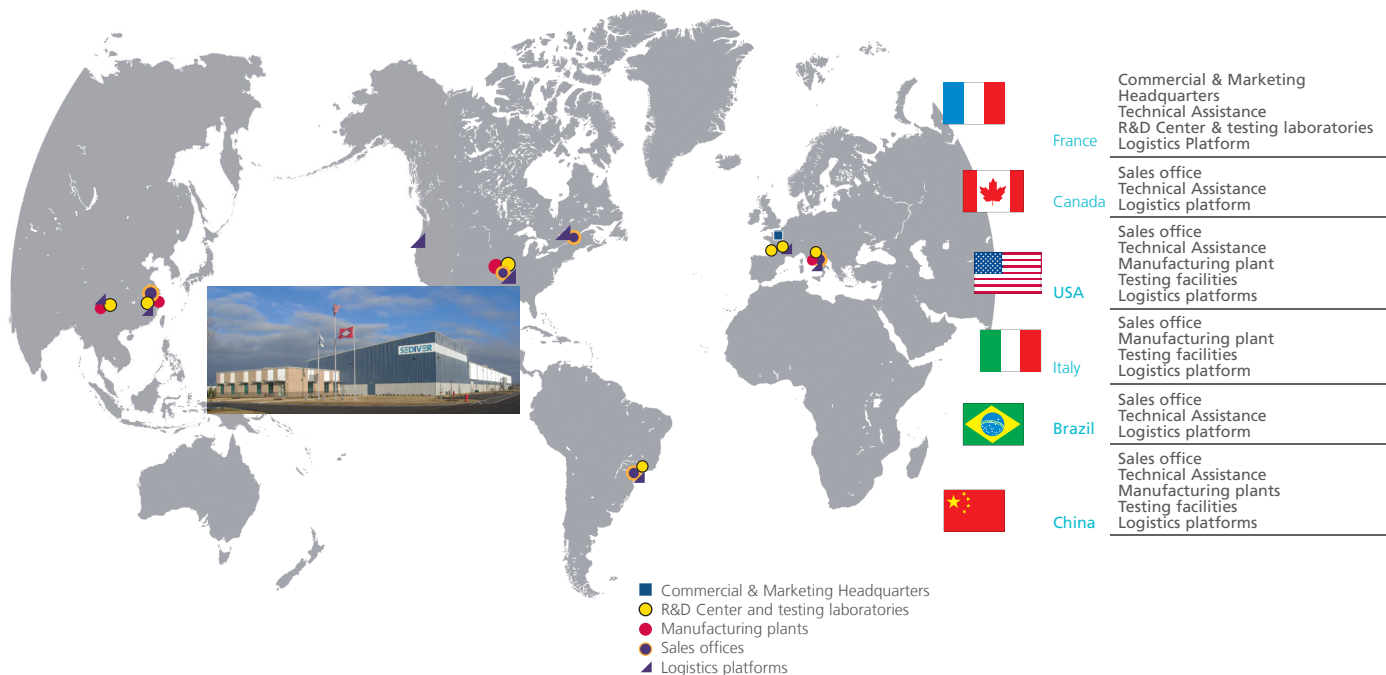 France
Commercial & Marketing
Headquarters
Technical Assistance
R&D Center & testing laboratories
Logistics Platform
Canada
Sales office
Technical Assistance
Logistics platform
USA
Sales office
Technical Assistance
Manufacturing plant
Testing facilities
Logistics platforms
Italy
Sales office
Manufacturing plant
Testing facilities
Logistics platform
Brazil
Sales office
Technical Assistance
Logistics platform
China
Sales office
Technical Assistance
Manufacturing plants
Testing facilities
Logistics platforms
SEDIVER
Commercial & Marketing Headquarters
R&D Center and testing laboratories
Manufacturing plants
Sales offices
Logistics platforms